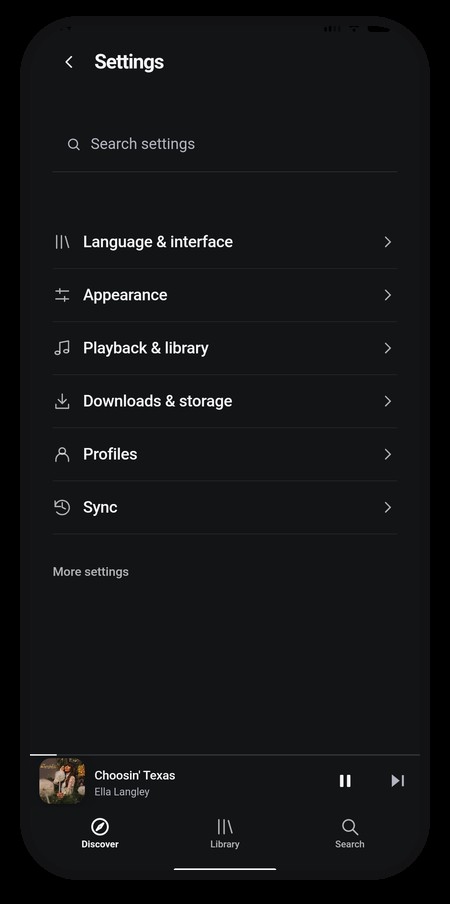 Settings
Search settings
Language & interface
Appearance
Playback & library
Downloads & storage
Profiles
Sync
More settings
Choosin' Texas
Ella Langley
Discover
Library
Search